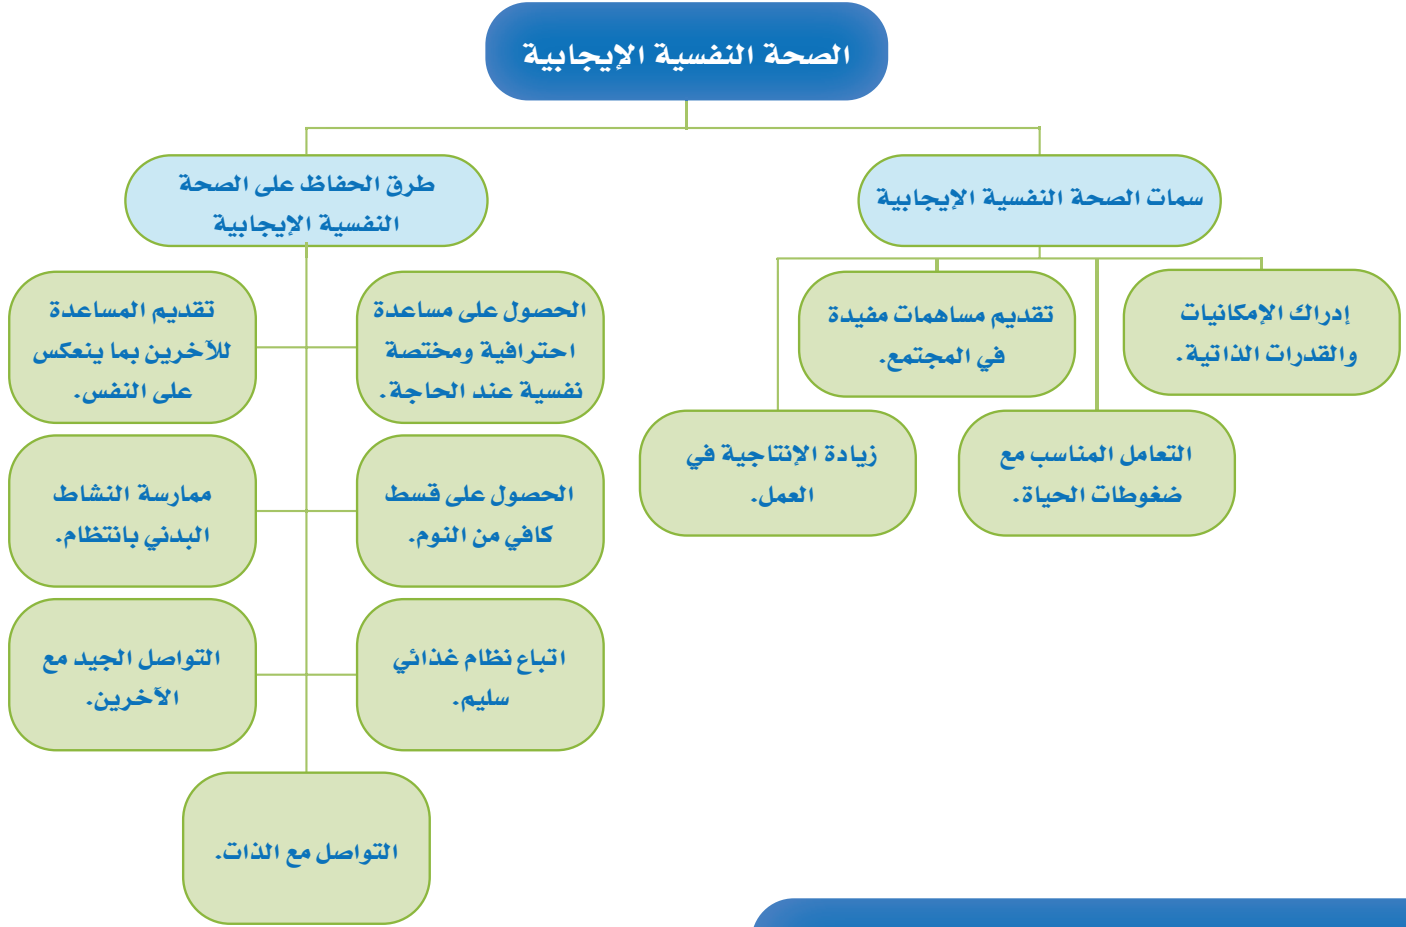 الصحة النفسية الإيجابية
سمات الصحة النفسية الإيجابية
إدراك الإمكانيات
والقدرات الذاتية.
التعامل المناسب مع
ضغوطات الحياة.
تقديم مساهمات مفيدة
في المجتمع.
زيادة الإنتاجية في
العمل.
طرق الحفاظ على الصحة
النفسية الإيجابية
الحصول على مساعدة
احترافية ومختصة
نفسية عند الحاجة.
تقديم المساعدة
للآخرين بما ينعكس
على النفس.
الحصول على قسط
كافي من النوم.
ممارسة النشاط
البدني بانتظام.
اتباع نظام غذائي
سليم.
التواصل الجيد مع
الآخرين.
التواصل مع الذات.